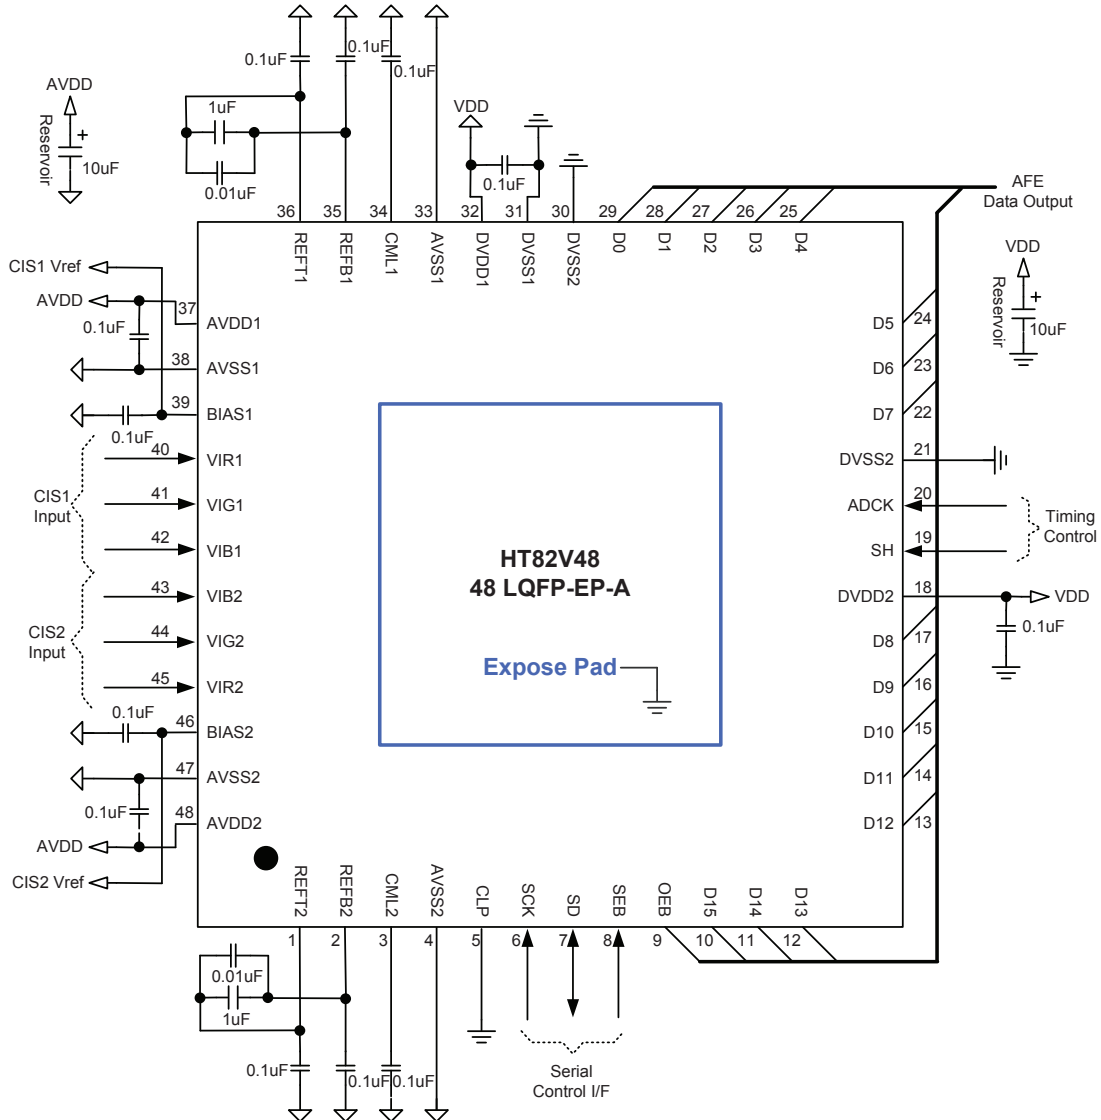 0.1uF
0.1uF
0.1uF
AVDD
Reservoir
+
10uF
1uF
0.01uF
VDD
0.1uF
AFE
Data Output
36
35
34
33
32
31
30
29
28
27
26
25
REFT1
REFB1
CML1
AVSS1
DVDD1
DVSS1
DVSS2
D0
D1
D2
D3
D4
CIS1 Vref
AVDD
0.1uF
37
AVDD1
38
AVSS1
39
BIAS1
0.1uF
40
VIR1
41
VIG1
42
VIB1
CIS1
Input
43
VIB2
44
VIG2
45
VIR2
CIS2
Input
0.1uF
46
BIAS2
47
AVSS2
0.1uF
48
AVDD2
AVDD
CIS2 Vref
HT82V48
48 LQFP-EP-A
Expose Pad
VDD
Reservoir
+
10uF
D5
24
D6
23
D7
22
DVSS2
21
ADCK
20
SH
19
Timing
Control
DVDD2
18
VDD
0.1uF
D8
17
D9
16
D10
15
D11
14
D12
13
REFT2
REFB2
CML2
AVSS2
CLP
SCK
SD
SEB
OEB
D15
D14
D13
1
2
3
4
5
6
7
8
9
10
11
12
0.01uF
1uF
0.1uF
0.1uF
0.1uF
Serial
Control I/F